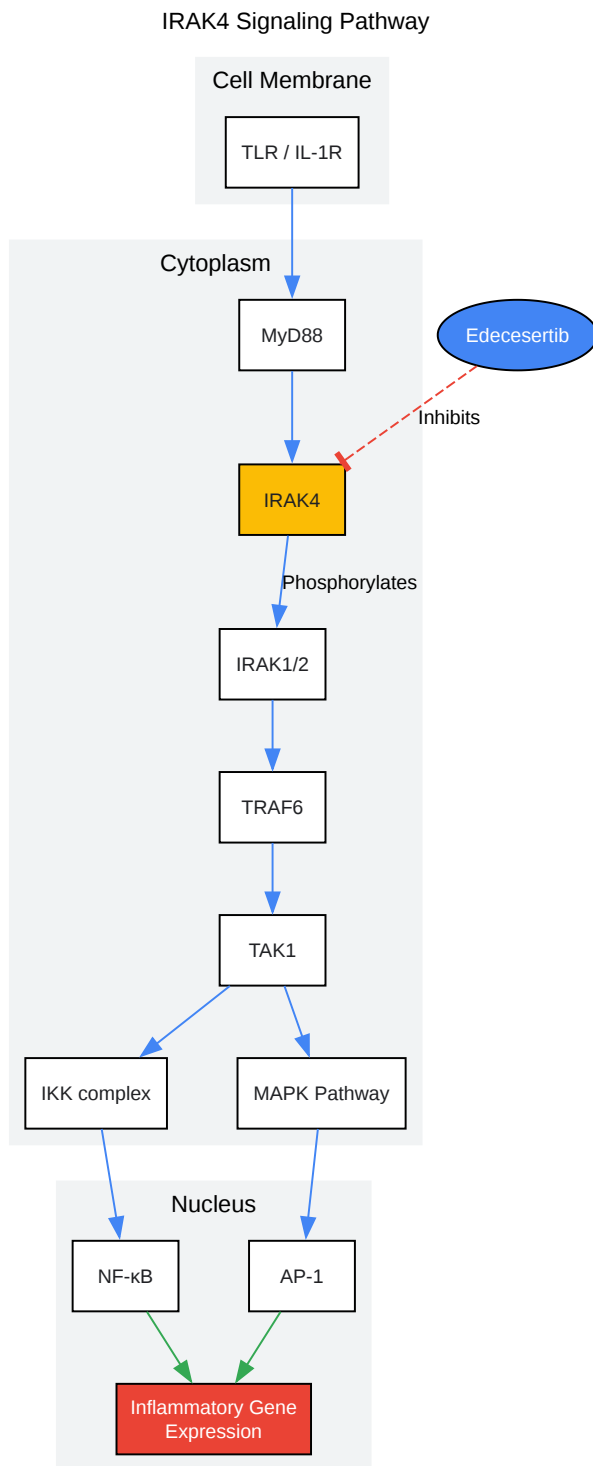 IRAK4 Signaling Pathway
Cell Membrane
TLR / IL-1R
Cytoplasm
MyD88
Edecesertib
Inhibits
IRAK4
Phosphorylates
IRAK1/2
TRAF6
TAK1
IKK complex
MAPK Pathway
Nucleus
NF-κB
AP-1
Inflammatory Gene
Expression